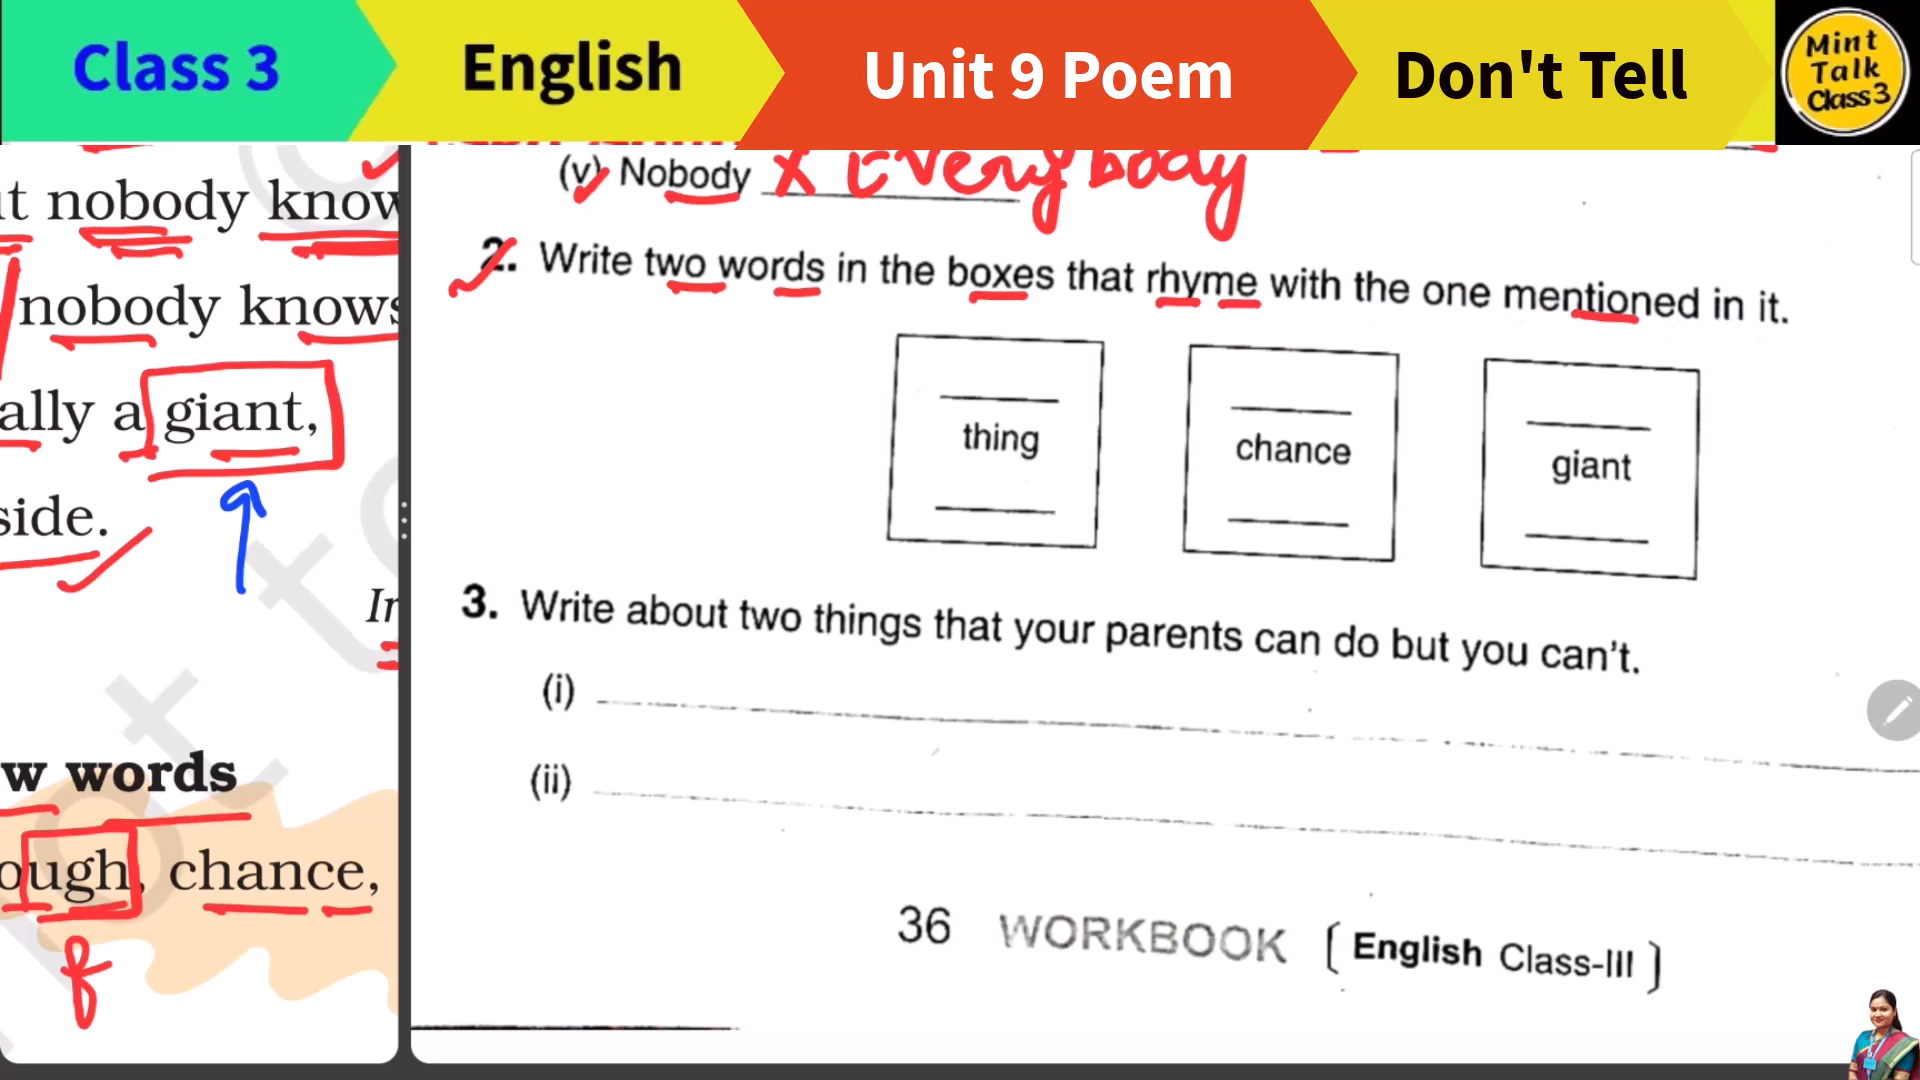 Class 3
English
Unit 9 Poem
Don't Tell
Mint
Talk
Class 3
it nobody know
nobody knows
ally a giant,
side.
In
w words
ough, chance,
f
(v) Nobody x Everybody
2. Write two words in the boxes that rhyme with the one mentioned in it.
thing
chance
giant
3. Write about two things that your parents can do but you can't.
(i)
(ii)
36 WORKBOOK [ English Class-III ]